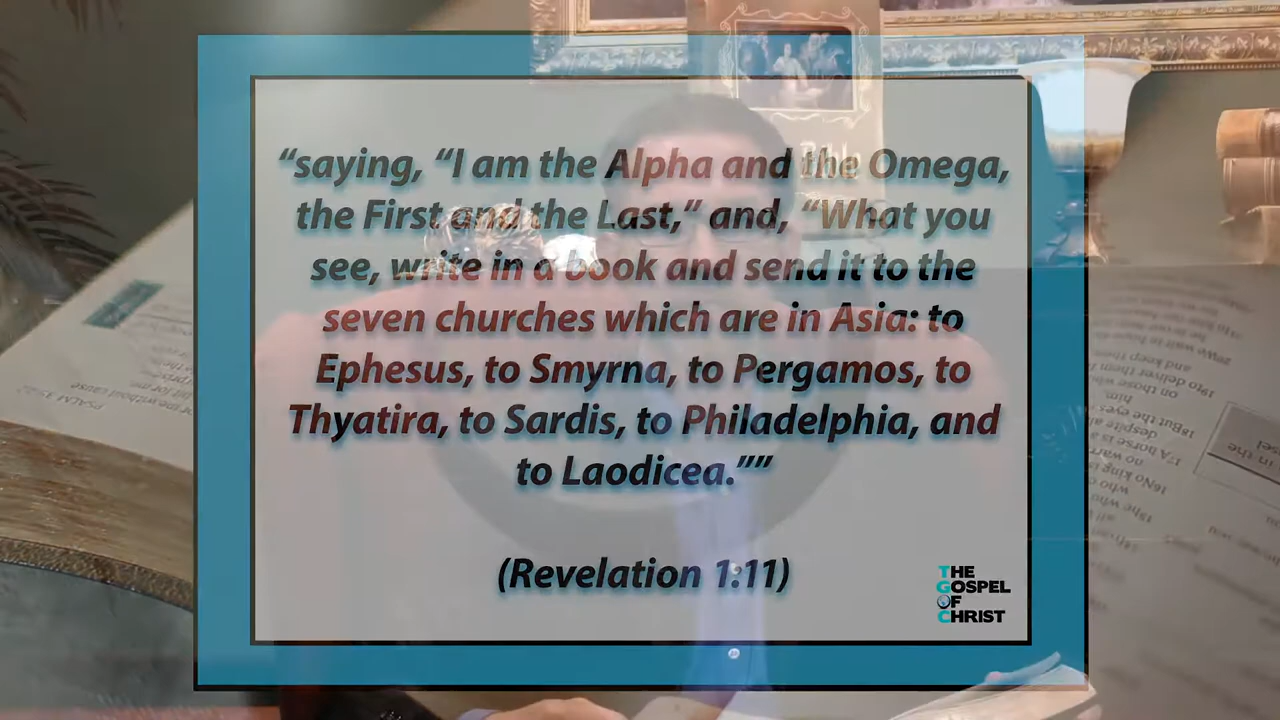 “saying, “I am the Alpha and the Omega,
the First and the Last,” and, “What you
see, write in a book and send it to the
seven churches which are in Asia: to
Ephesus, to Smyrna, to Pergamos, to
Thyatira, to Sardis, to Philadelphia, and
to Laodicea.””
(Revelation 1:11)
THE
GOSPEL
OF
CHRIST
Bible